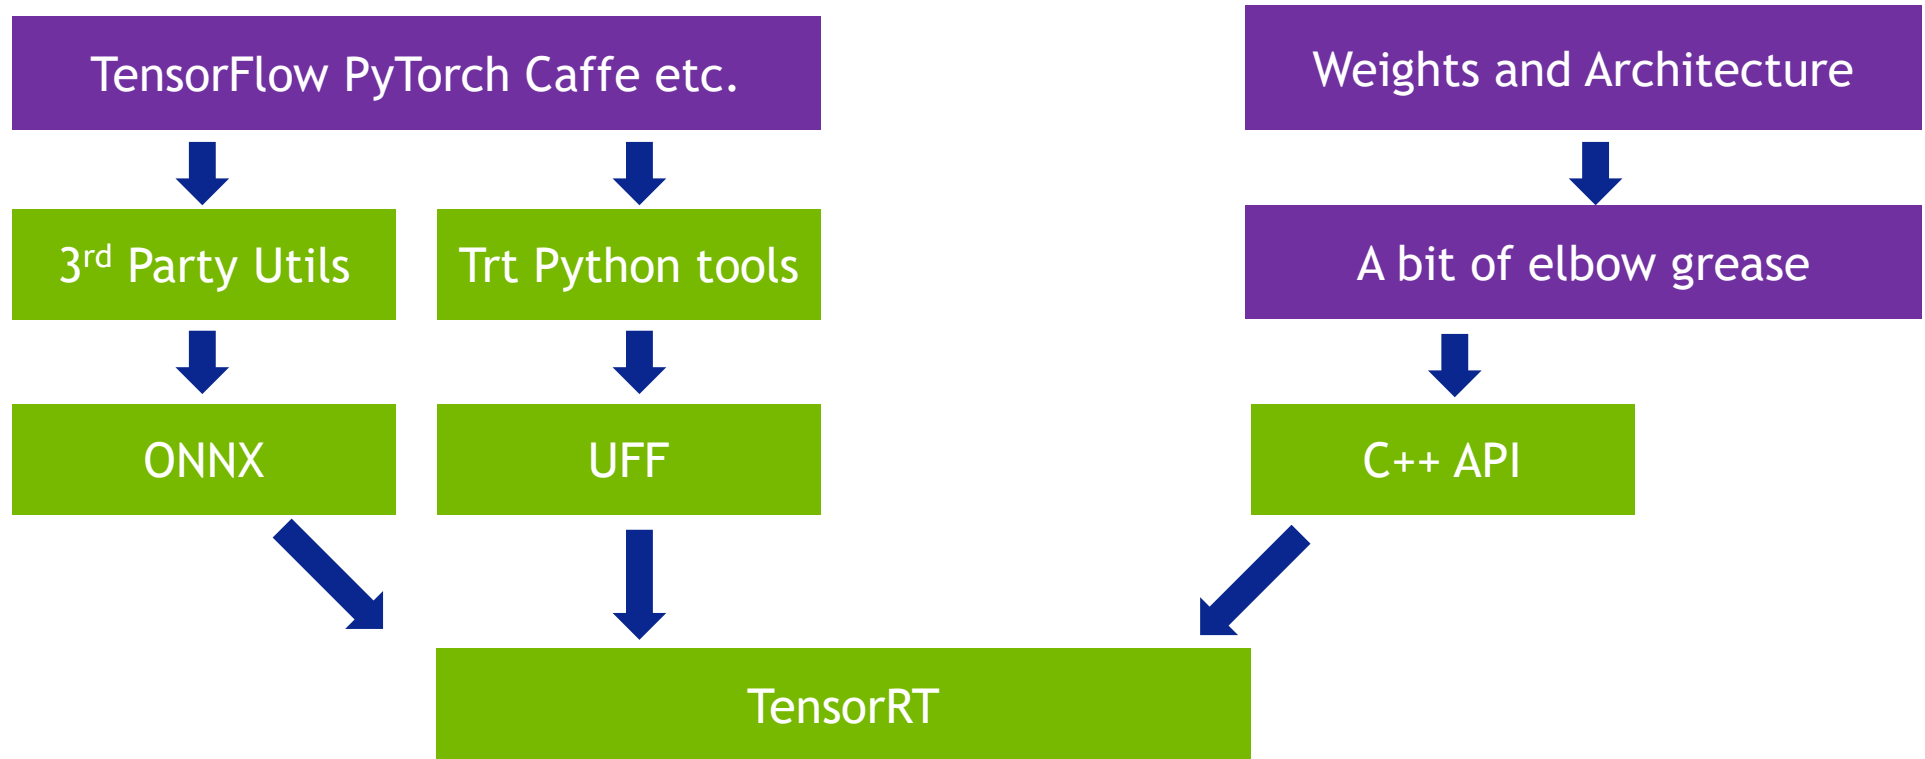 TensorFlow PyTorch Caffe etc.
Weights and Architecture
3rd Party Utils
Trt Python tools
A bit of elbow grease
ONNX
UFF
C++ API
TensorRT